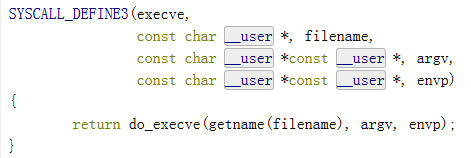 SYSCALL_DEFINE3(execve,
const char __user *, filename,
const char __user *const __user *, argv,
const char __user *const __user *, envp)
{
return do_execve(getname(filename), argv, envp);
}